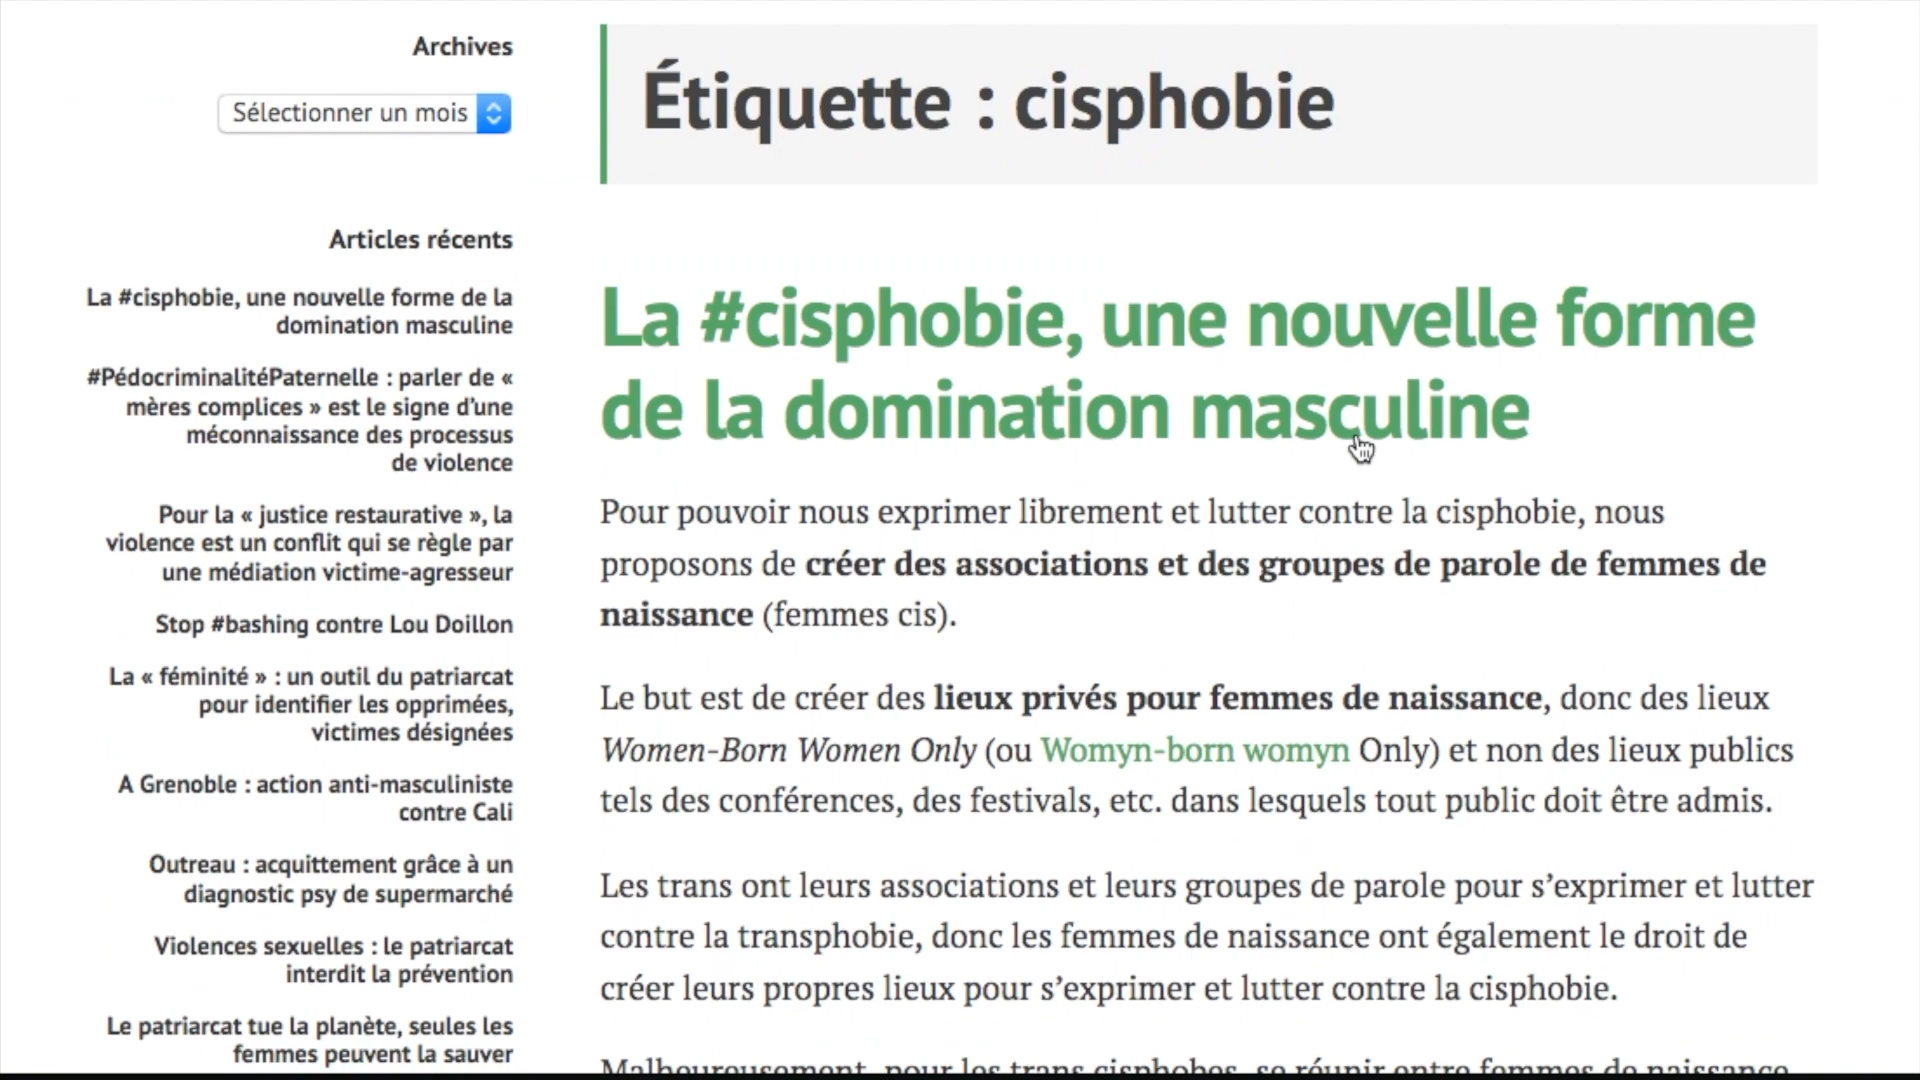 Archives
Sélectionner un mois
Articles récents
La #cisphobie, une nouvelle forme de la
domination masculine
#PédocriminalitéPaternelle : parler de «
mères complices » est le signe d’une
méconnaissance des processus
de violence
Pour la « justice restaurative », la
violence est un conflit qui se règle par
une médiation victime-agresseur
Stop #bashing contre Lou Doillon
La « féminité » : un outil du patriarcat
pour identifier les opprimées,
victimes désignées
A Grenoble : action anti-masculiniste
contre Cali
Outreau : acquittement grâce à un
diagnostic psy de supermarché
Violences sexuelles : le patriarcat
interdit la prévention
Le patriarcat tue la planète, seules les
femmes peuvent la sauver
Étiquette : cisphobie
La #cisphobie, une nouvelle forme
de la domination masculine
Pour pouvoir nous exprimer librement et lutter contre la cisphobie, nous
proposons de créer des associations et des groupes de parole de femmes de
naissance (femmes cis).
Le but est de créer des lieux privés pour femmes de naissance, donc des lieux
Women-Born Women Only (ou Womyn-born womyn Only) et non des lieux publics
tels des conférences, des festivals, etc. dans lesquels tout public doit être admis.
Les trans ont leurs associations et leurs groupes de parole pour s’exprimer et lutter
contre la transphobie, donc les femmes de naissance ont également le droit de
créer leurs propres lieux pour s’exprimer et lutter contre la cisphobie.
Malheureusement, pour les trans cisphobes, se réunir entre femmes de naissance